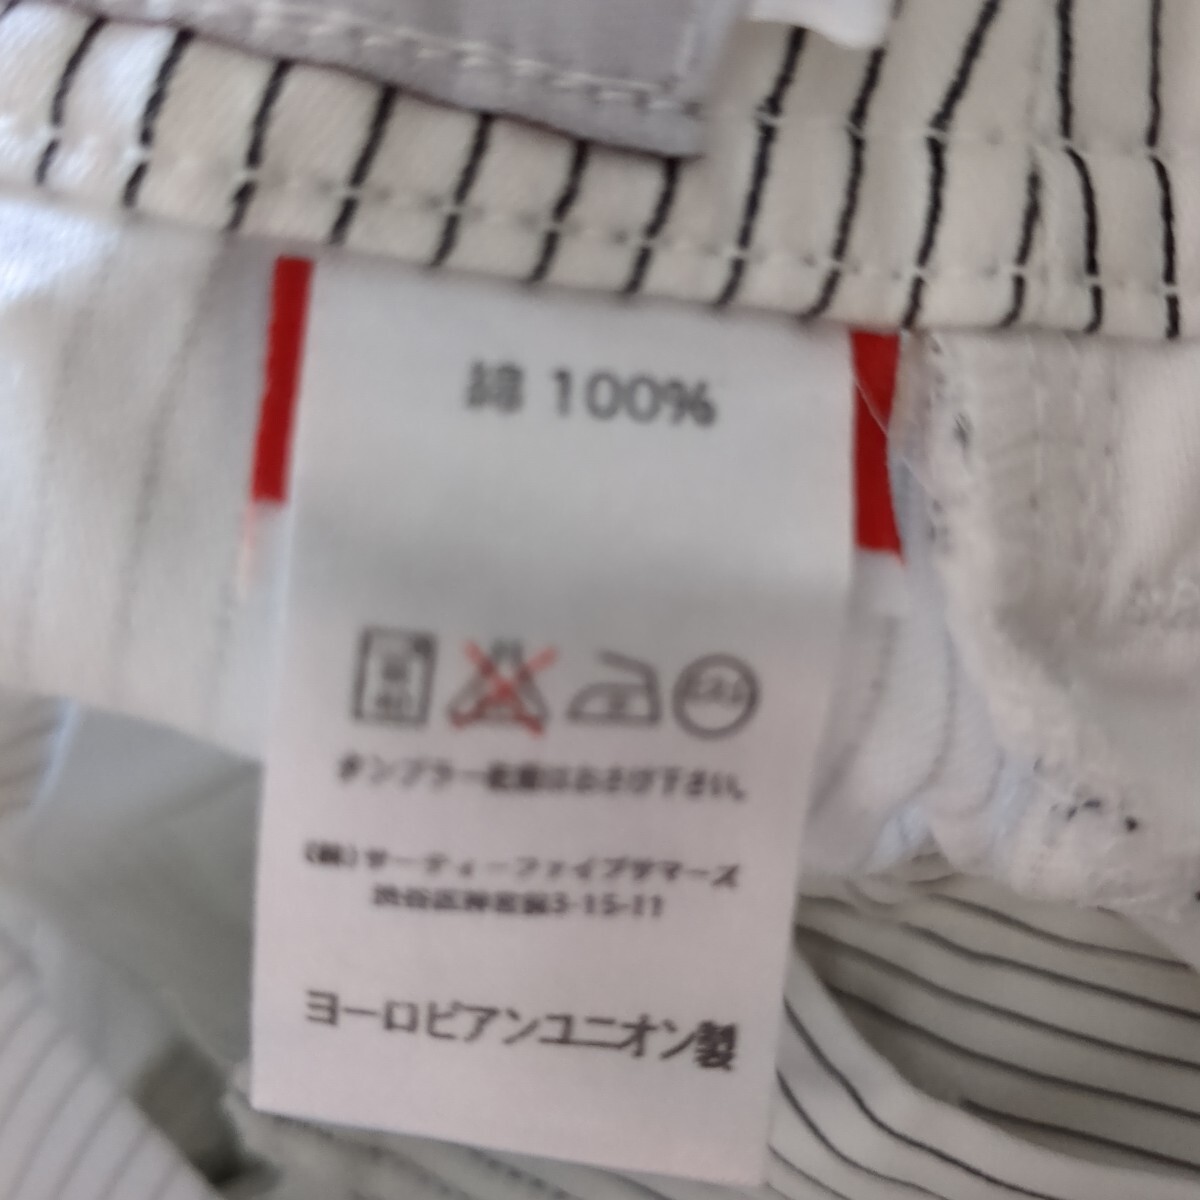 綿 100%
タンブラー乾燥はおさけ下さい。
(株)サーティーファイブサマーズ
渋谷区神宮前3-15-11
ヨーロピアンユニオン製